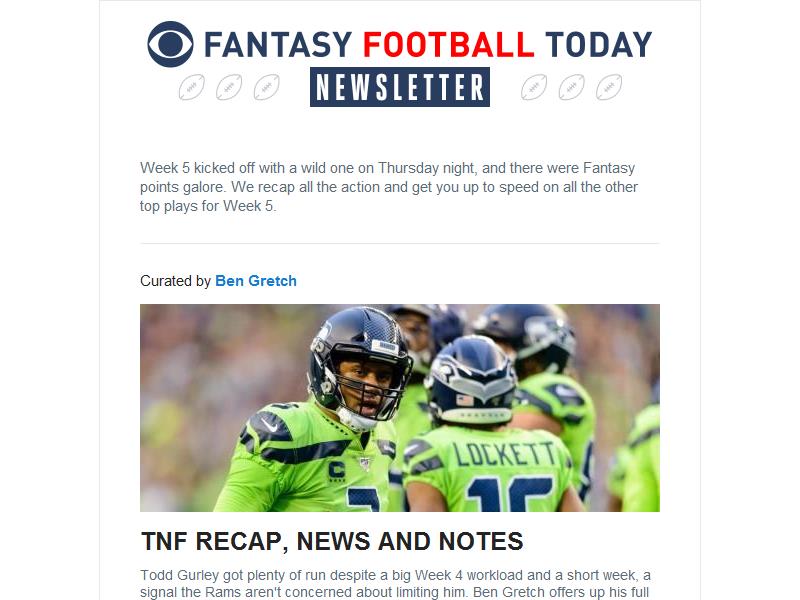 FANTASY FOOTBALL TODAY
NEWSLETTER
Week 5 kicked off with a wild one on Thursday night, and there were Fantasy
points galore. We recap all the action and get you up to speed on all the other
top plays for Week 5.
Curated by Ben Gretch
C
LOCKETT
16
TNF RECAP, NEWS AND NOTES
Todd Gurley got plenty of run despite a big Week 4 workload and a short week, a
signal the Rams aren't concerned about limiting him. Ben Gretch offers up his full